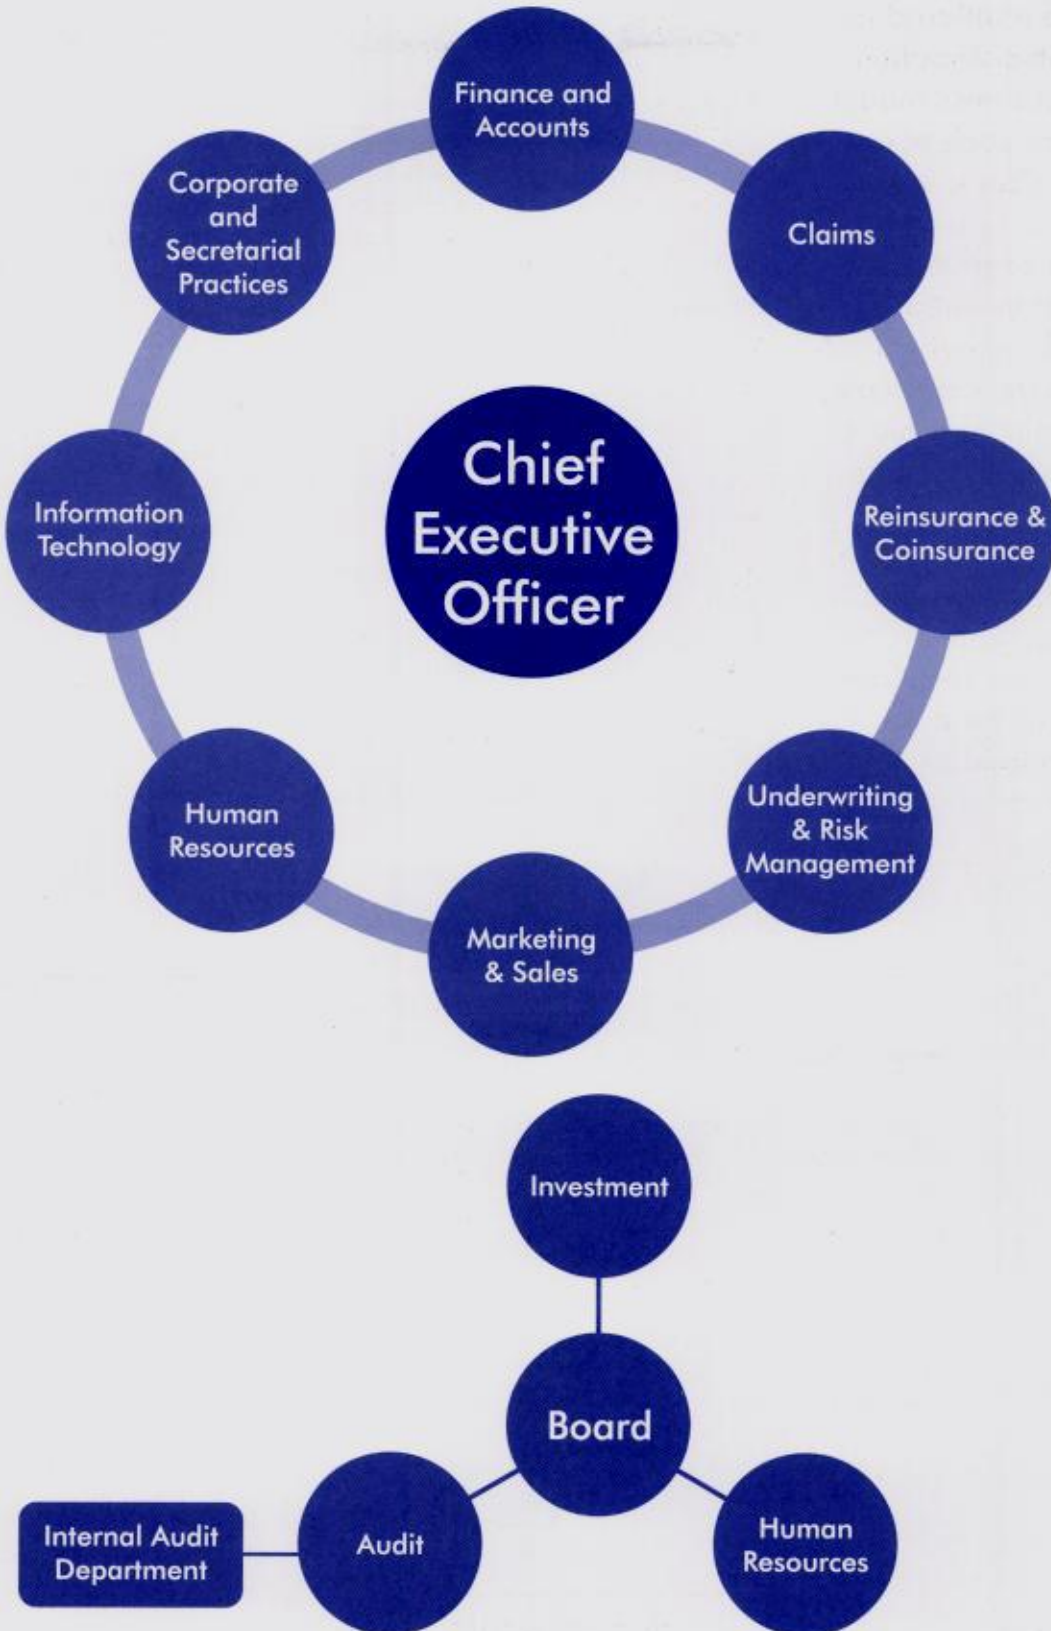 Finance and
Accounts
Corporate
and
Secretarial
Practices
Claims
Chief
Executive
Officer
Information
Technology
Reinsurance &
Coinsurance
Human
Resources
Underwriting
& Risk
Management
Marketing
& Sales
Investment
Board
Internal Audit
Department
Audit
Human
Resources